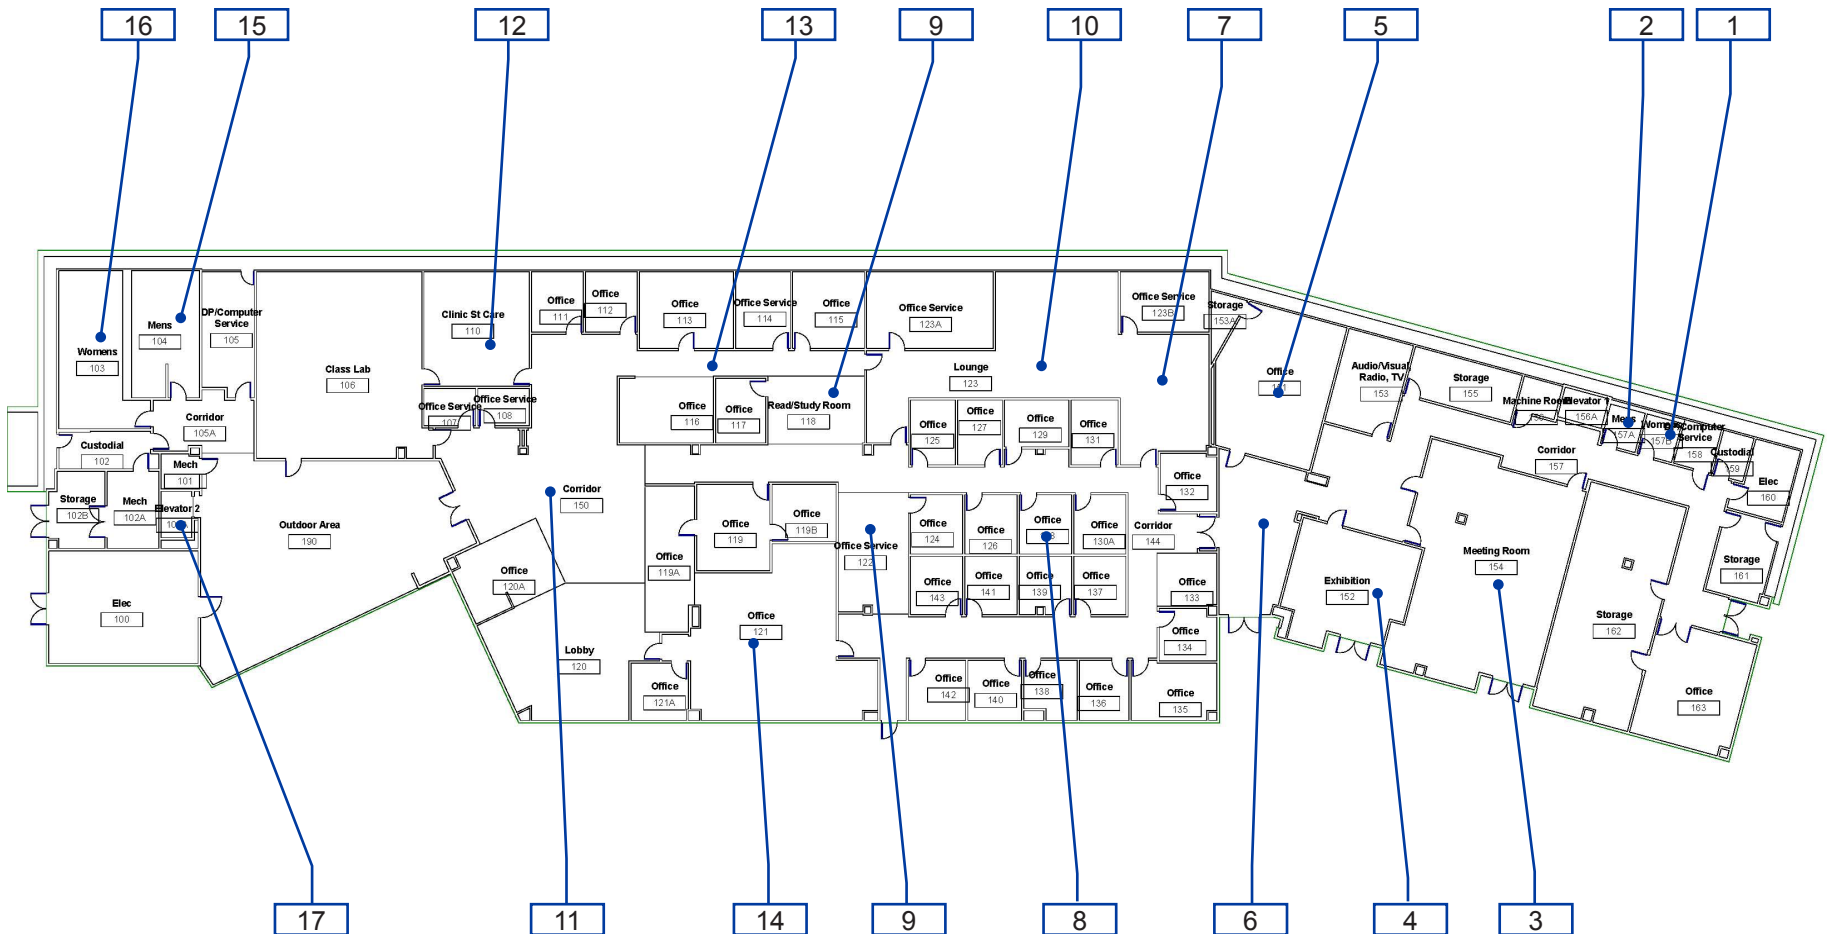 16
15
12
13
9
10
7
5
2
1
Womens
103
Mens
104
DP/Computer
Service
105
Class Lab
106
Clinic St Care
110
Office
111
Office
112
Office
113
Office Service
114
Office
115
Office Service
123A
Office Service
123B
Storage
153A
Lounge
123
Office
Audio/Visual,
Radio, TV
153
Storage
155
Machine Room
Elevator 1
156A
Mens
157A
Womens
157B
Service
158
Custodial
159
Elec
160
Corridor
105A
Custodial
102
Mech
101
Storage
102B
Mech
102A
Elevator 2
Office Service
107
Office Service
108
Office
116
Office
117
Read/Study Room
118
Office
125
Office
127
Office
129
Office
131
Office
132
Corridor
157
Outdoor Area
190
Corridor
150
Office
119
Office
119B
Office
119A
Office Service
122
Office
124
Office
126
Office
Office
130A
Corridor
144
Meeting Room
154
Storage
161
Elec
100
Office
120A
Office
143
Office
141
Office
139
Office
137
Office
133
Exhibition
152
Storage
162
Office
121
Lobby
120
Office
134
Office
121A
Office
142
Office
140
Office
138
Office
136
Office
135
Office
163
17
11
14
9
8
6
4
3